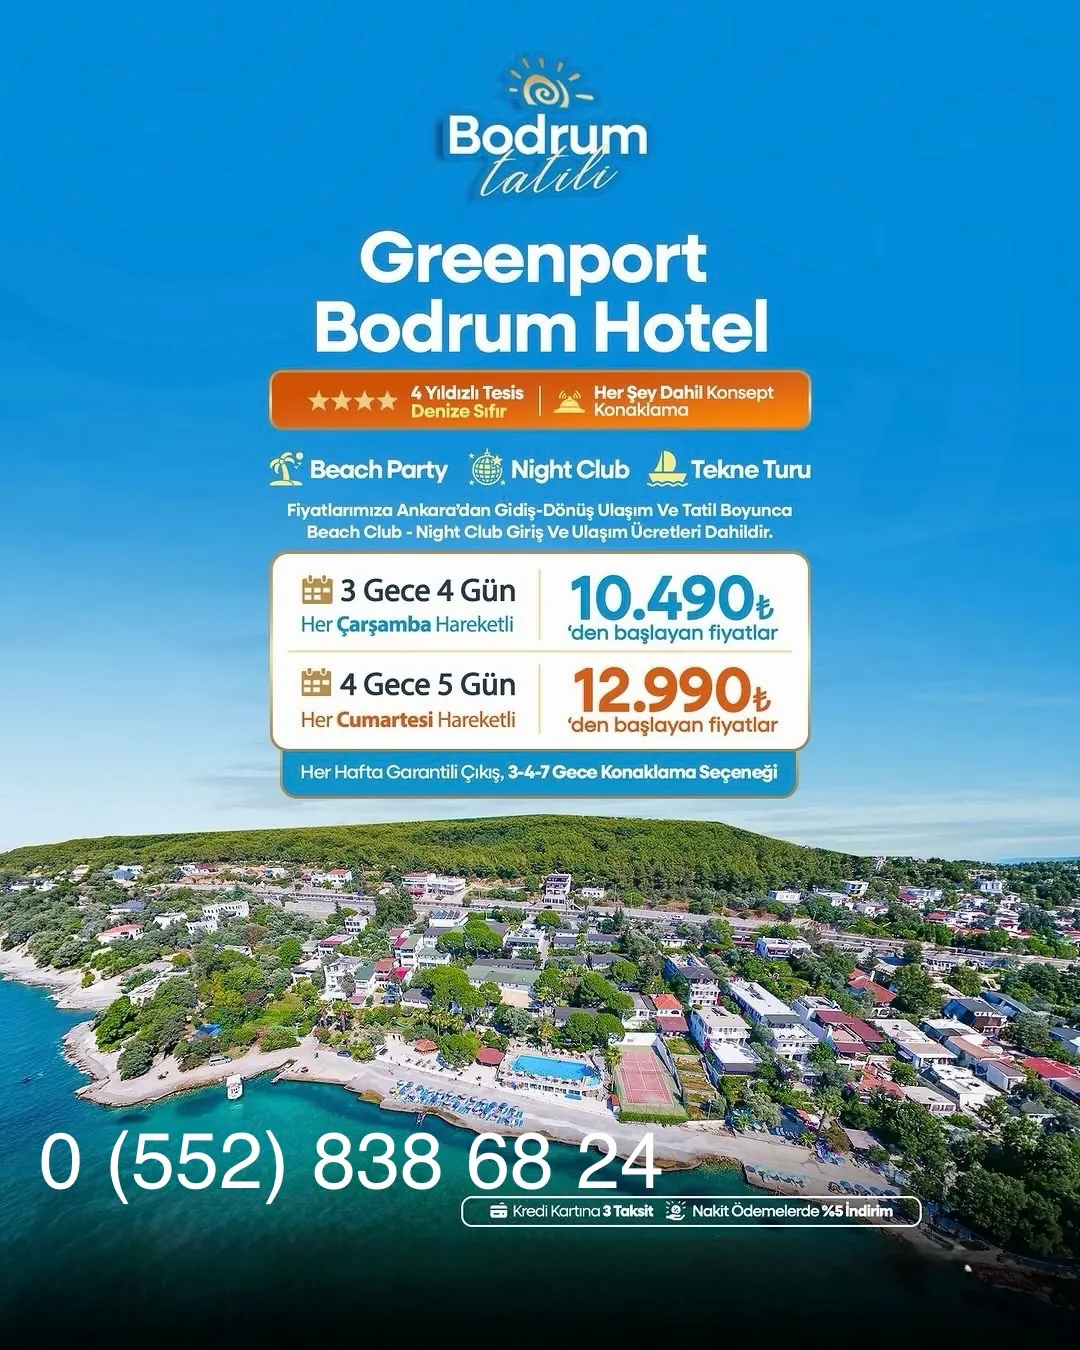 Bodrum
tatili
Greenport
Bodrum Hotel
4 Yıldızlı Tesis
Denize Sıfır
Her Şey Dahil Konsept
Konaklama
Beach Party
Night Club
Tekne Turu
Fiyatlarımıza Ankara'dan Gidiş-Dönüş Ulaşım Ve Tatil Boyunca
Beach Club - Night Club Giriş Ve Ulaşım Ücretleri Dahildir.
3 Gece 4 Gün
Her Çarşamba Hareketli
10.490₺
'den başlayan fiyatlar
4 Gece 5 Gün
Her Cumartesi Hareketli
12.990₺
'den başlayan fiyatlar
Her Hafta Garantili Çıkış, 3-4-7 Gece Konaklama Seçeneği
0 (552) 838 68 24
Kredi Kartına 3 Taksit
Nakit Ödemelerde %5 İndirim